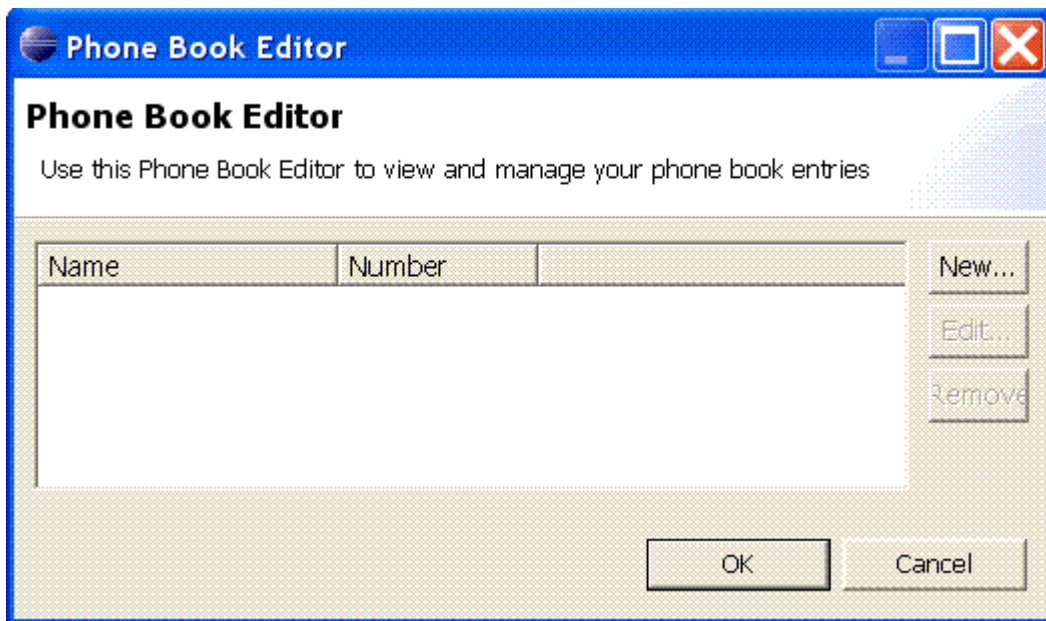 Phone Book Editor
Phone Book Editor
Use this Phone Book Editor to view and manage your phone book entries
Name Number
New...
Edit...
Remove
OK Cancel